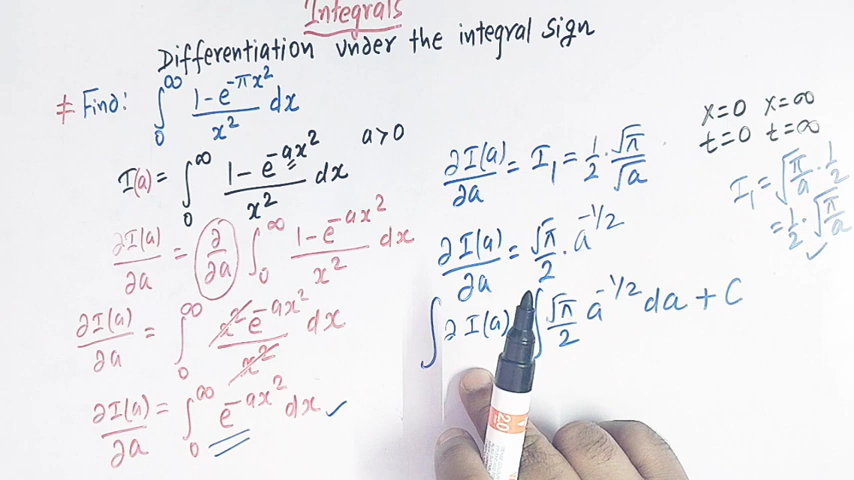 Integrals
Differentiation under the integral sign
≠ Find: ∫₀^∞ (1-e^(-πx²))/x² dx
I(a) = ∫₀^∞ (1-e^(-ax²))/x² dx a>0
∂I(a)/∂a = ∂/∂a ∫₀^∞ (1-e^(-ax²))/x² dx
∂I(a)/∂a = ∫₀^∞ (x² e^(-ax²))/x² dx
∂I(a)/∂a = ∫₀^∞ e^(-ax²) dx ✓
∂I(a)/∂a = I₁ = 1/2 · √π/√a
∂I(a)/∂a = √π/2 · a^(-1/2)
∫ ∂I(a) ∫ √π/2 a^(-1/2) da + C
x=0 x=∞
t=0 t=∞
I₁ = √(π/a) · 1/2
= 1/2 · √(π/a)
✓
20